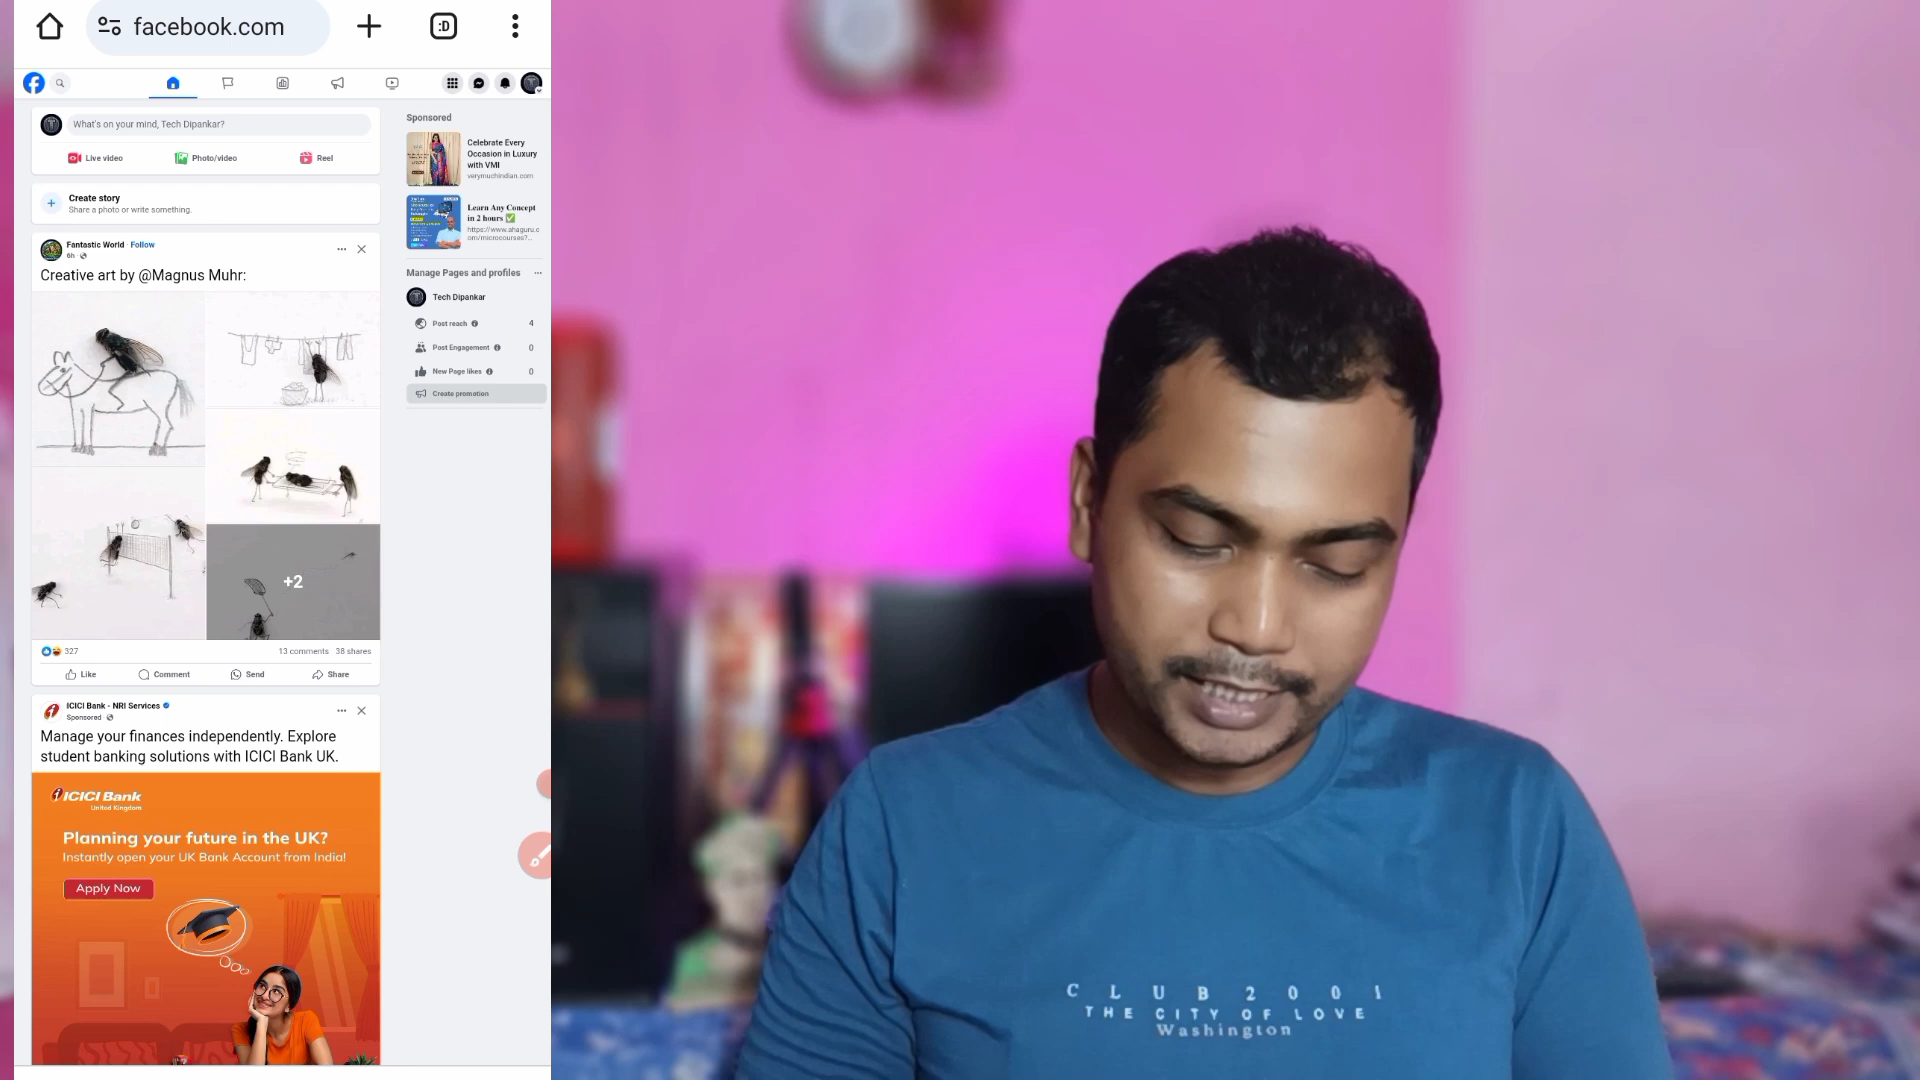 facebook.com
:D
What's on your mind, Tech Dipankar?
Live video
Photo/video
Reel
Create story
Share a photo or write something.
Fantastic World · Follow
6h ·
Creative art by @Magnus Muhr:
+2
327
13 comments 38 shares
Like
Comment
Send
Share
ICICI Bank - NRI Services
Sponsored
Manage your finances independently. Explore
student banking solutions with ICICI Bank UK.
ICICI Bank
United Kingdom
Planning your future in the UK?
Instantly open your UK Bank Account from India!
Apply Now
Sponsored
Celebrate Every
Occasion in Luxury
with VMI
verymuchindian.com
Learn Any Concept
in 2 hours ✅
https://www.ahaguru.c
om/microcourses?...
Manage Pages and profiles
Tech Dipankar
Post reach 4
Post Engagement 0
New Page likes 0
Create promotion
CLUB 2001
THE CITY OF LOVE
Washington